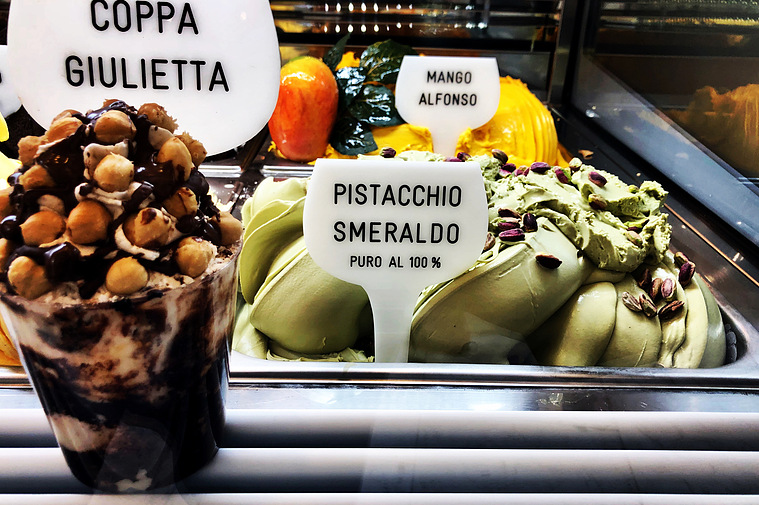 COPPA
GIULIETTA
MANGO
ALFONSO
PISTACCHIO
SMERALDO
PURO AL 100%